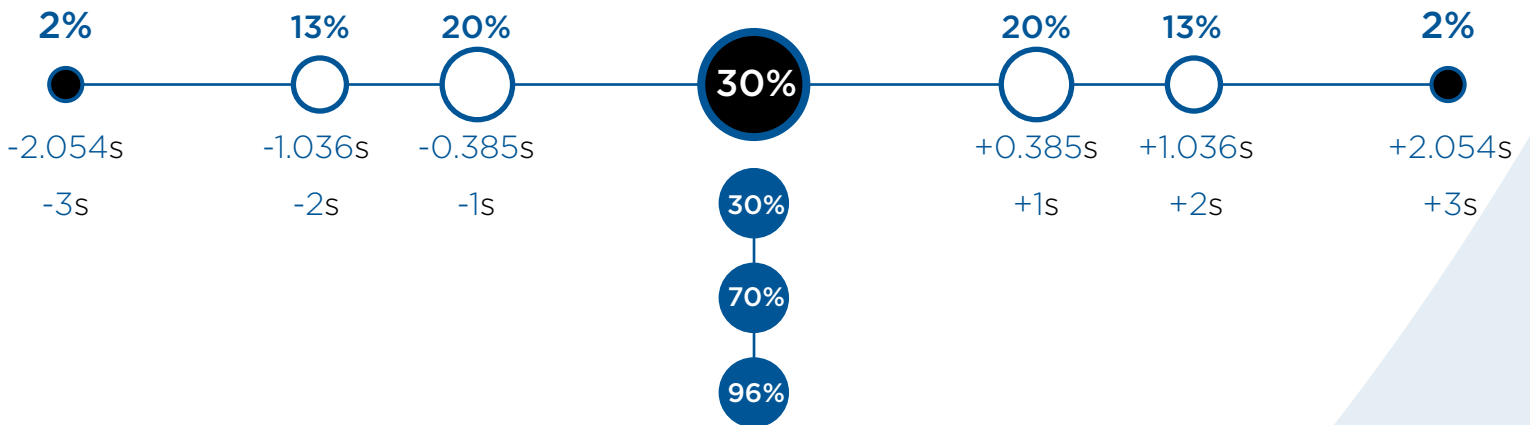 2% 13% 20% 20% 13% 2%
30%
-2.054s -1.036s -0.385s +0.385s +1.036s +2.054s
-3s -2s -1s 30% +1s +2s +3s
70%
96%